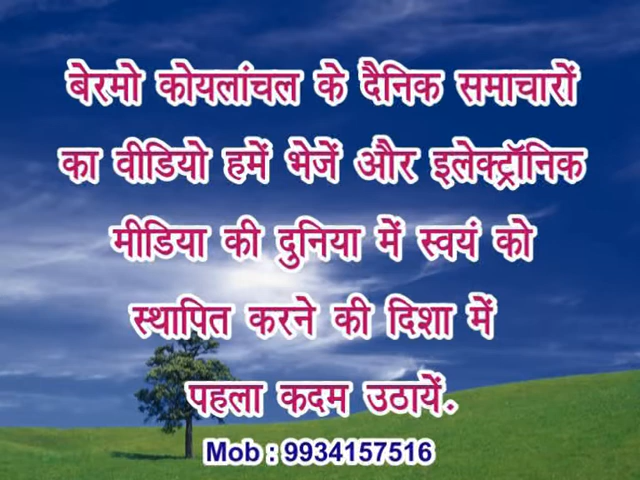 बेरमो कोयलांचल के दैनिक समाचारों
का वीडियो हमें भेजें और इलेक्ट्रॉनिक
मीडिया की दुनिया में स्वयं को
स्थापित करने की दिशा में
पहला कदम उठायें.
Mob : 9934157516